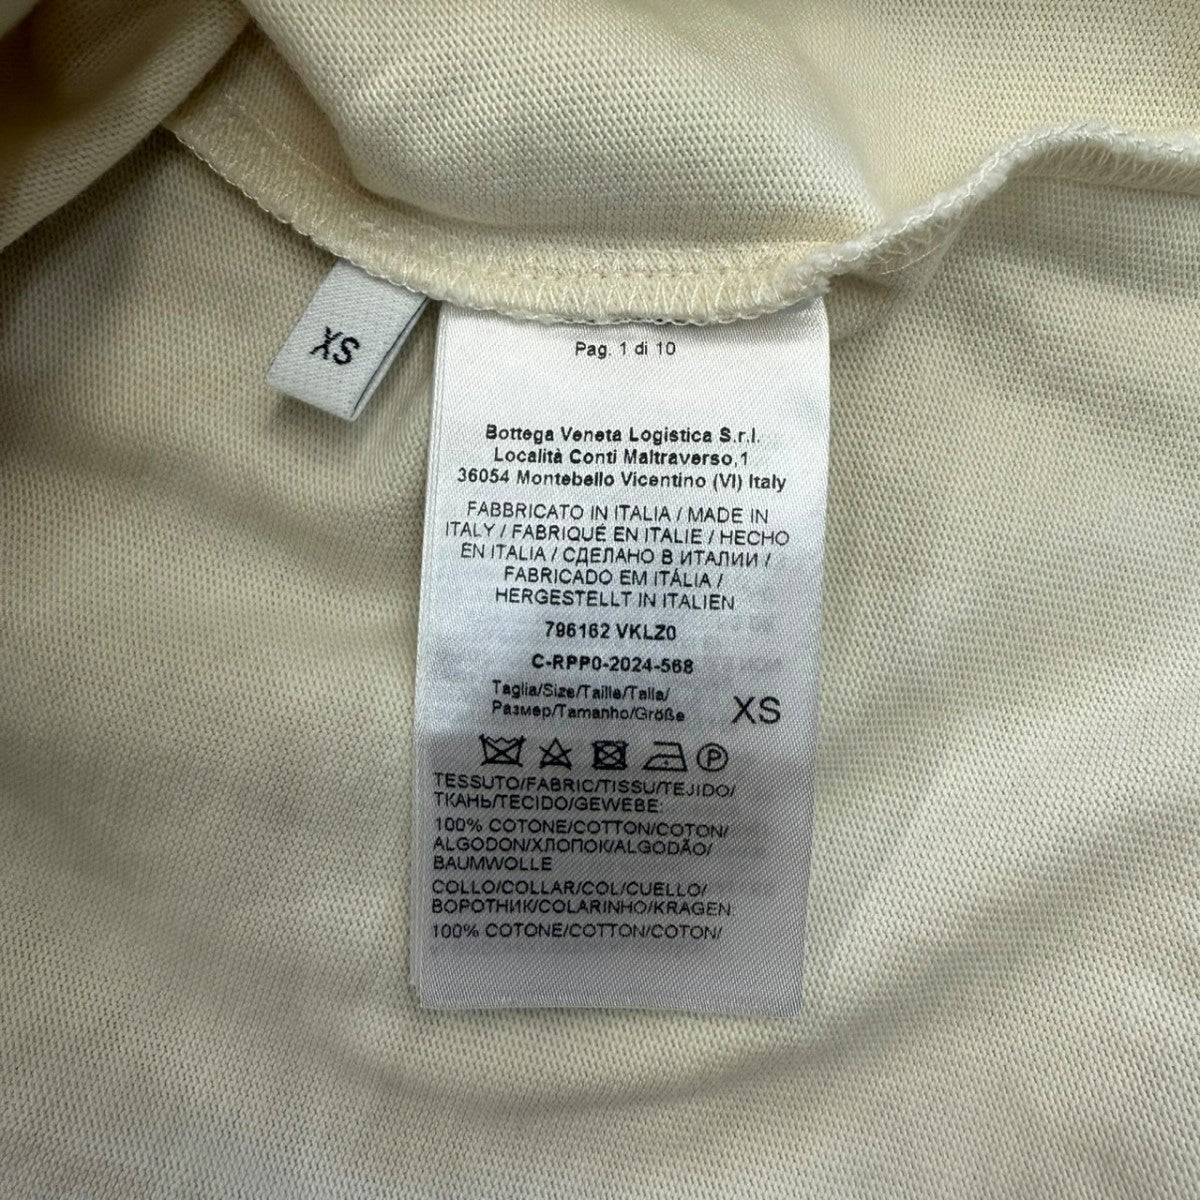 XS
Pag. 1 di 10
Bottega Veneta Logistica S.r.l.
Località Conti Maltraverso,1
36054 Montebello Vicentino (VI) Italy
FABBRICATO IN ITALIA / MADE IN
ITALY / FABRIQUÉ EN ITALIE / HECHO
EN ITALIA / СДЕЛАНО В ИТАЛИИ /
FABRICADO EM ITÁLIA /
HERGESTELLT IN ITALIEN
796162 VKLZ0
C-RPP0-2024-568
Taglia/Size/Taille/Talla/
Размер/Tamanho/Größe XS
P
TESSUTO/FABRIC/TISSU/TEJIDO/
ТКАНЬ/TECIDO/GEWEBE:
100% COTONE/COTTON/COTON/
ALGODON/ХЛОПОК/ALGODÃO/
BAUMWOLLE
COLLO/COLLAR/COL/CUELLO/
ВОРОТНИК/COLARINHO/KRAGEN
100% COTONE/COTTON/COTON/